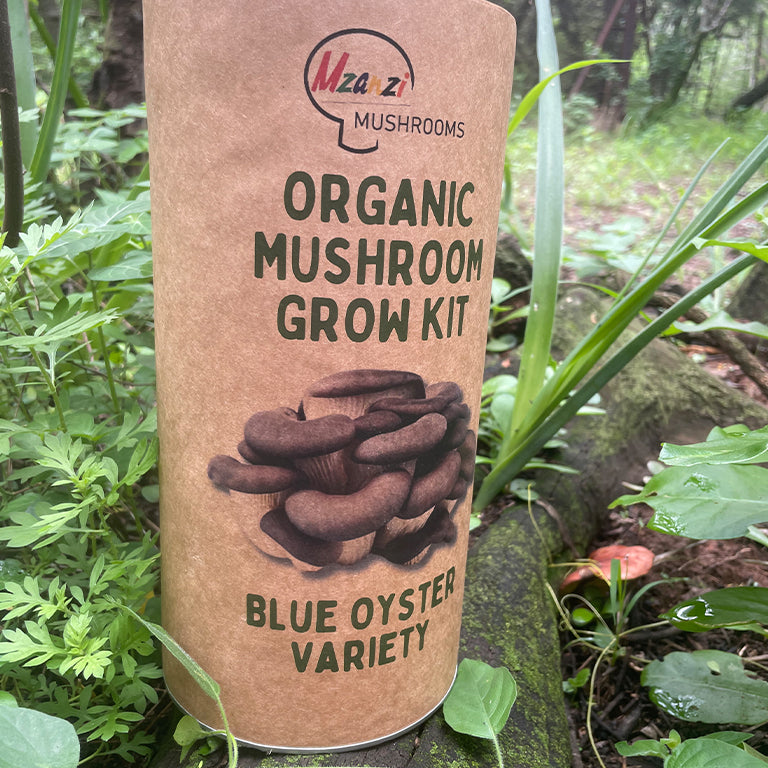 Mzanzi
MUSHROOMS
ORGANIC
MUSHROOM
GROW KIT
BLUE OYSTER
VARIETY